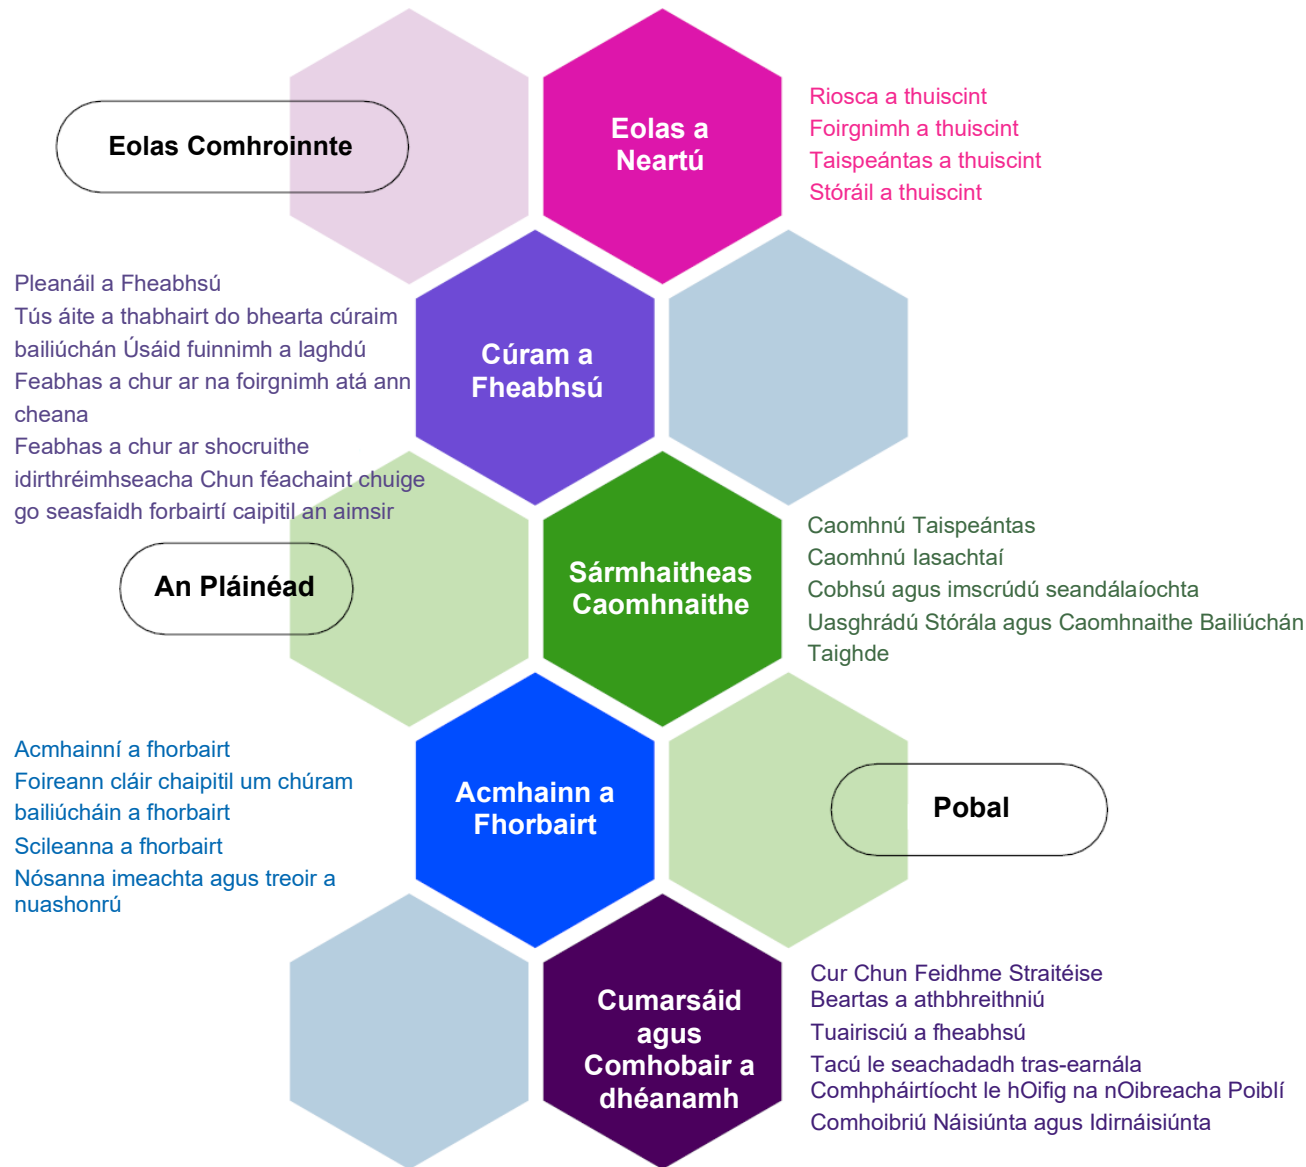 Eolas Comhroinnte
Eolas a
Neartú
Riosca a thuiscint
Foirgnimh a thuiscint
Taispeántas a thuiscint
Stóráil a thuiscint
Pleanáil a Fheabhsú
Tús áite a thabhairt do bhearta cúraim
bailiúchán Úsáid fuinnimh a laghdú
Feabhas a chur ar na foirgnimh atá ann
cheana
Feabhas a chur ar shocruithe
idirthréimhseacha Chun féachaint chuige
go seasfaidh forbairtí caipitil an aimsir
Cúram a
Fheabhsú
An Pláinéad
Sármhaitheas
Caomhnaithe
Caomhnú Taispeántas
Caomhnú Iasachtaí
Cobhsú agus imscrúdú seandálaíochta
Uasghrádú Stórála agus Caomhnaithe Bailiúchán
Taighde
Acmhainní a fhorbairt
Foireann cláir chaipitil um chúram
bailiúcháin a fhorbairt
Scileanna a fhorbairt
Nósanna imeachta agus treoir a
nuashonrú
Acmhainn a
Fhorbairt
Pobal
Cumarsáid
agus
Comhobair a
dhéanamh
Cur Chun Feidhme Straitéise
Beartas a athbhreithniú
Tuairisciú a fheabhsú
Tacú le seachadadh tras-earnála
Comhpháirtíocht le hOifig na nOibreacha Poiblí
Comhoibriú Náisiúnta agus Idirnáisiúnta